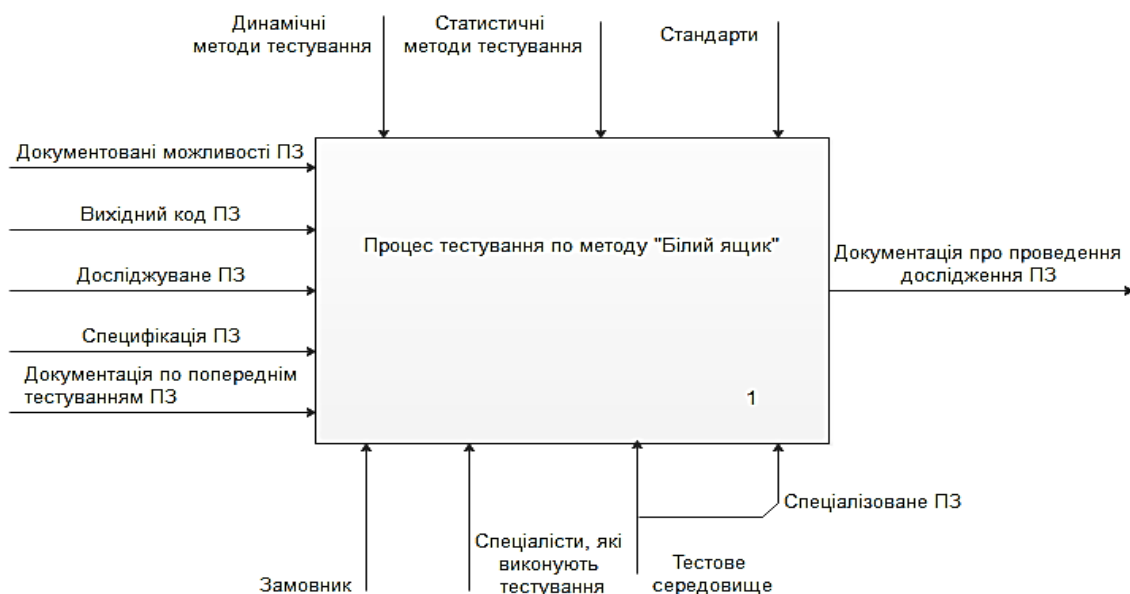 Динамічні
методи тестування
Статистичні
методи тестування
Стандарти
Документовані можливості ПЗ
Вихідний код ПЗ
Досліджуване ПЗ
Специфікація ПЗ
Документація по попереднім
тестуванням ПЗ
Процес тестування по методу "Білий ящик"
1
Документація про проведення
дослідження ПЗ
Замовник
Спеціалісти, які
виконують
тестування
Тестове
середовище
Спеціалізоване ПЗ